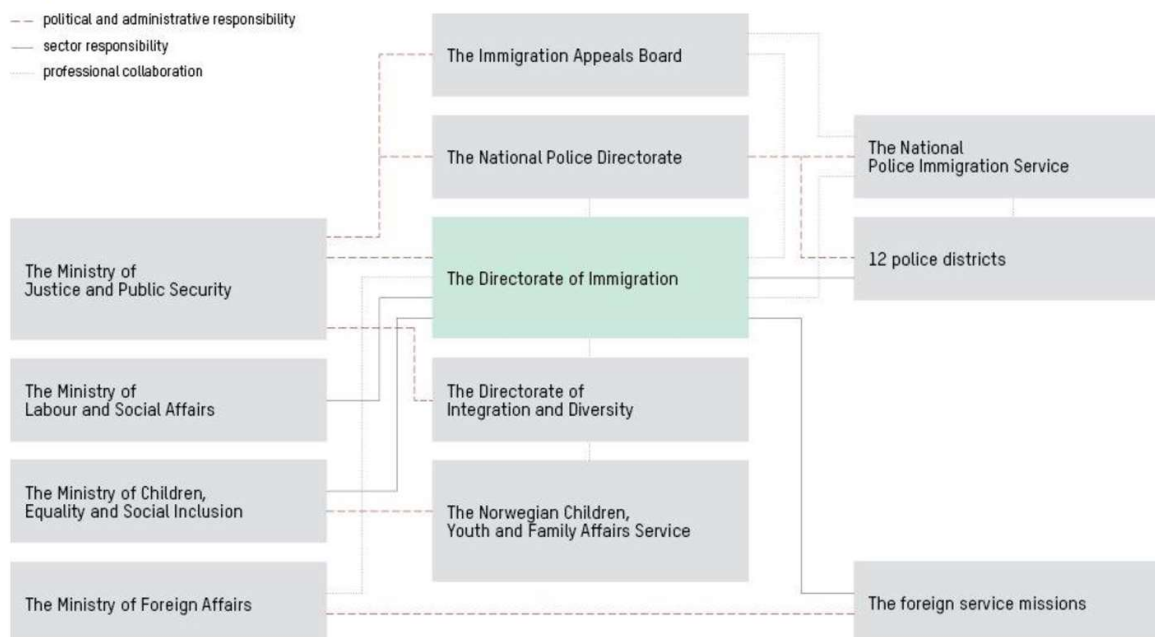 political and administrative responsibility
sector responsibility
professional collaboration
The Immigration Appeals Board
The National Police Directorate
The National
Police Immigration Service
The Ministry of
Justice and Public Security
The Directorate of Immigration
12 police districts
The Ministry of
Labour and Social Affairs
The Directorate of
Integration and Diversity
The Ministry of Children,
Equality and Social Inclusion
The Norwegian Children,
Youth and Family Affairs Service
The Ministry of Foreign Affairs
The foreign service missions